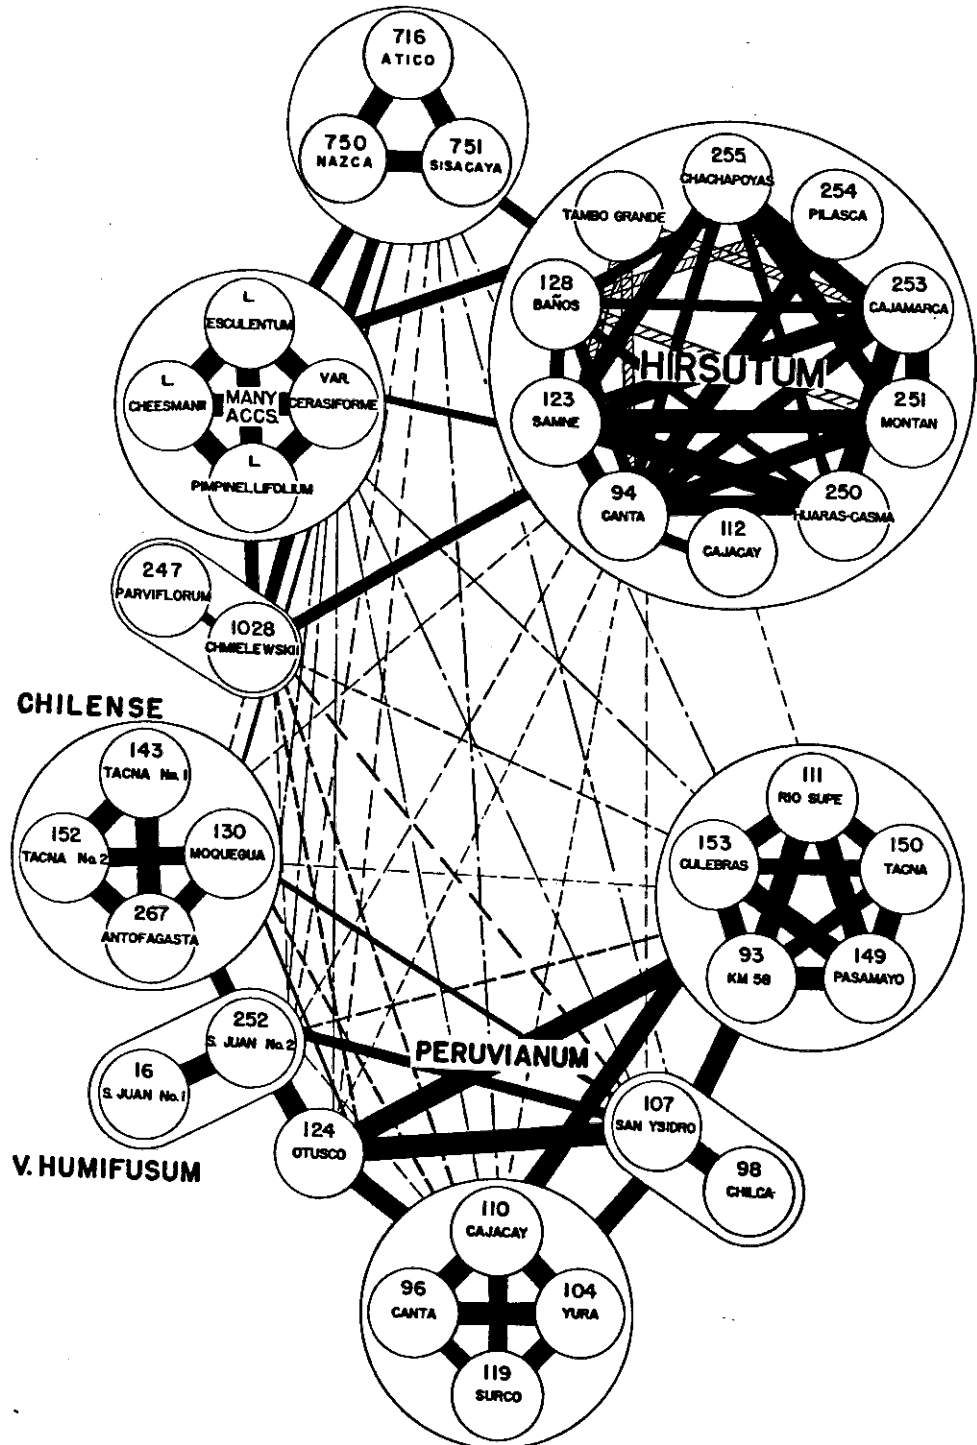 716
ATICO
750
NAZCA
751
SISACAYA
255
CHACHAPOYAS
254
PILASCA
TAMBO GRANDE
128
BAÑOS
253
CAJAMARCA
HIRSUTUM
123
SAMNE
251
MONTAN
94
CANTA
250
HUARAS-CASMA
112
CAJACAY
L.
ESCULENTUM
L.
CHEESMANII
MANY
ACCS.
VAR.
CERASIFORME
L.
PIMPINELLIFOLIUM
247
PARVIFLORUM
1028
CHMIELEWSKII
CHILENSE
143
TACNA No. 1
152
TACNA No. 2
130
MOQUEGUA
267
ANTOFAGASTA
111
RIO SUPE
153
CULEBRAS
150
TACNA
93
KM 58
149
PASAMAYO
252
S. JUAN No. 2
16
S. JUAN No. 1
V. HUMIFUSUM
PERUVIANUM
124
OTUSCO
107
SAN YSIDRO
98
CHILCA
110
CAJACAY
96
CANTA
104
YURA
119
SURCO